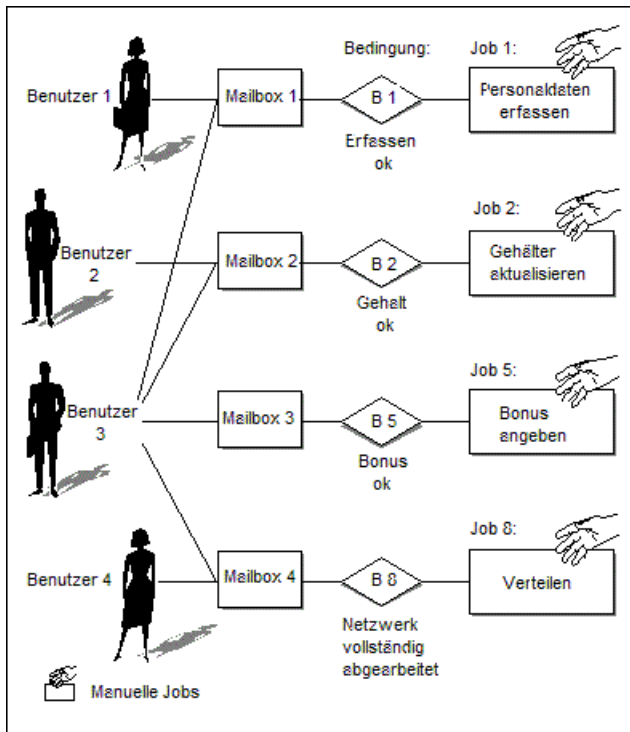 Bedingung:
Job 1:
Benutzer 1
Mailbox 1
B 1
Personaldaten
erfassen
Erfassen
ok
Job 2:
Benutzer
2
Mailbox 2
B 2
Gehälter
aktualisieren
Gehalt
ok
Job 5:
Benutzer
3
Mailbox 3
B 5
Bonus
angeben
Bonus
ok
Job 8:
Benutzer 4
Mailbox 4
B 8
Verteilen
Netzwerk
vollständig
abgearbeitet
Manuelle Jobs